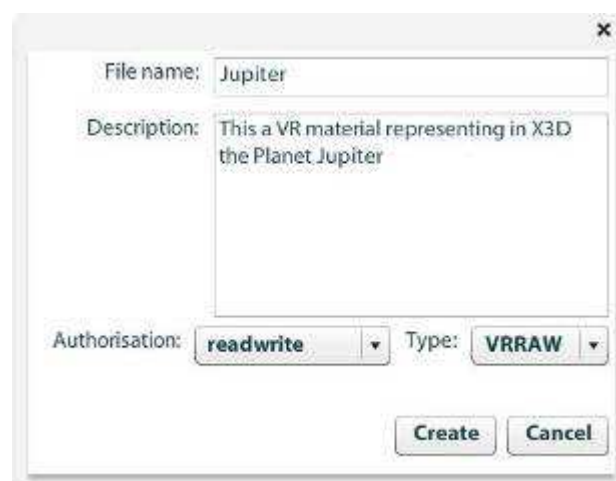 ×
File name: Jupiter
Description: This a VR material representing in X3D
the Planet Jupiter
Authorisation: readwrite Type: VRRAW
Create Cancel